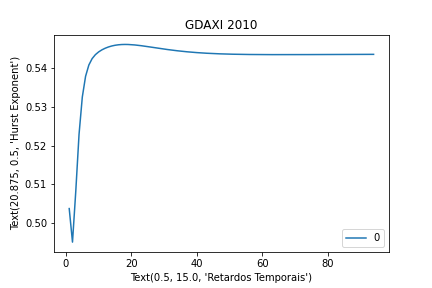 GDAXI 2010
Text(20.875, 0.5, 'Hurst Exponent')
0.54
0.53
0.52
0.51
0.50
0
0 20 40 60 80
Text(0.5, 15.0, 'Retardos Temporais')